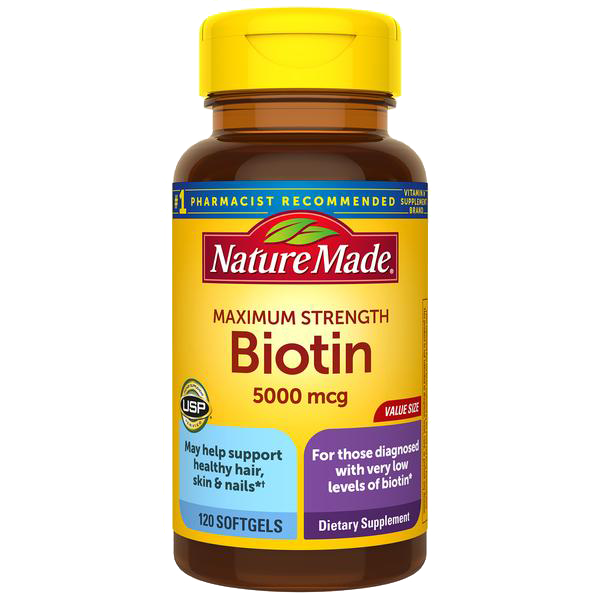 #1 PHARMACIST RECOMMENDED
VITAMIN &
SUPPLEMENT
BRAND
Nature Made®
MAXIMUM STRENGTH
Biotin
5000 mcg
USP
VALUE SIZE
May help support
healthy hair,
skin & nails*†
120 SOFTGELS
For those diagnosed
with very low
levels of biotin*
Dietary Supplement